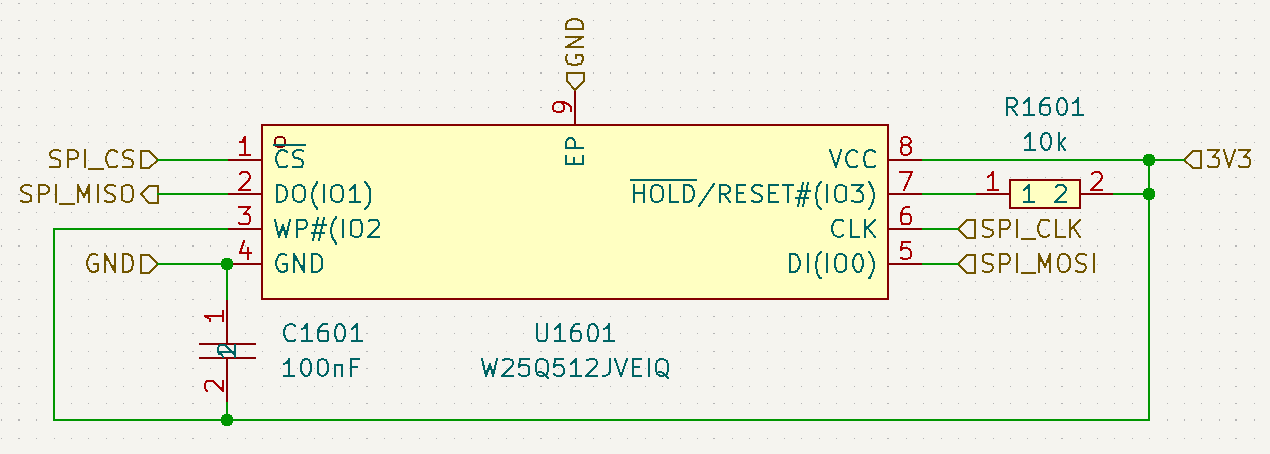 GND
9
EP
R1601
10k
SPI_CS 1 CS VCC 8 3V3
SPI_MISO 2 DO(IO1) HOLD/RESET#(IO3) 7 1 1 2 2
3 WP#(IO2 CLK 6 SPI_CLK
GND 4 GND DI(IO0) 5 SPI_MOSI
1
C1601
100nF
2
U1601
W25Q512JVEIQ